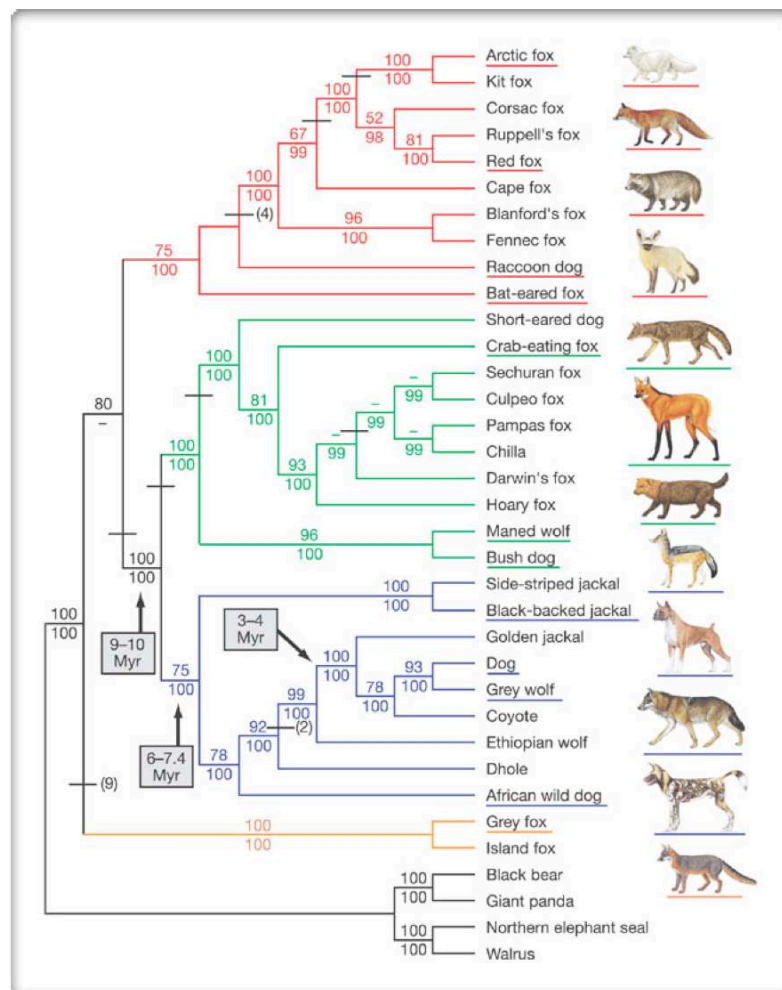 100
100
Arctic fox
Kit fox
100
100
Corsac fox
52
98
Ruppell's fox
81
100
Red fox
67
99
Cape fox
100
100
(4)
Blanford's fox
96
100
Fennec fox
Raccoon dog
75
100
Bat-eared fox
Short-eared dog
100
100
Crab-eating fox
Sechuran fox
–
99
Culpeo fox
–
99
Pampas fox
–
99
Chilla
81
100
–
99
Darwin's fox
93
100
Hoary fox
80
–
100
100
Maned wolf
96
100
Bush dog
100
100
Side-striped jackal
100
100
Black-backed jackal
9–10
Myr
3–4
Myr
Golden jackal
100
100
Dog
93
100
Grey wolf
78
100
Coyote
75
100
99
100
(2)
Ethiopian wolf
92
100
Dhole
6–7.4
Myr
78
100
African wild dog
100
100
(9)
Grey fox
100
100
Island fox
Black bear
100
100
Giant panda
Northern elephant seal
100
100
Walrus